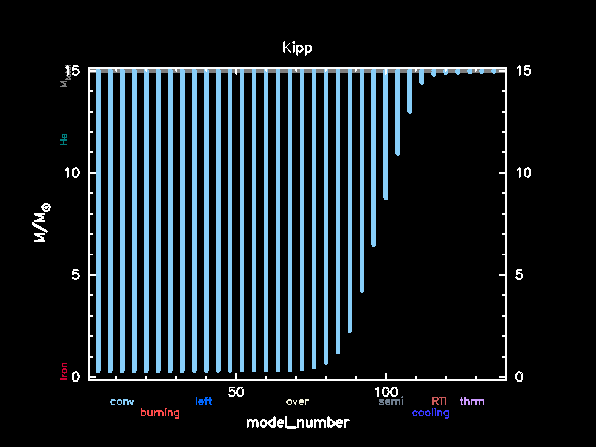 Kipp
15
10
5
0
15
10
5
0
He
Iron
M/M☉
50
100
conv
left
over
semi
RTI
thrm
burning
cooling
model_number